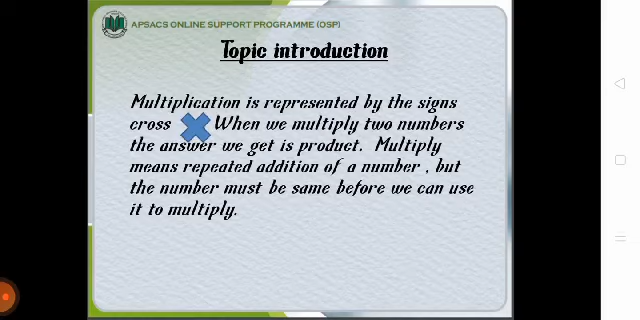 APSACS ONLINE SUPPORT PROGRAMME (OSP)
Topic introduction
Multiplication is represented by the signs
cross When we multiply two numbers
the answer we get is product. Multiply
means repeated addition of a number , but
the number must be same before we can use
it to multiply.